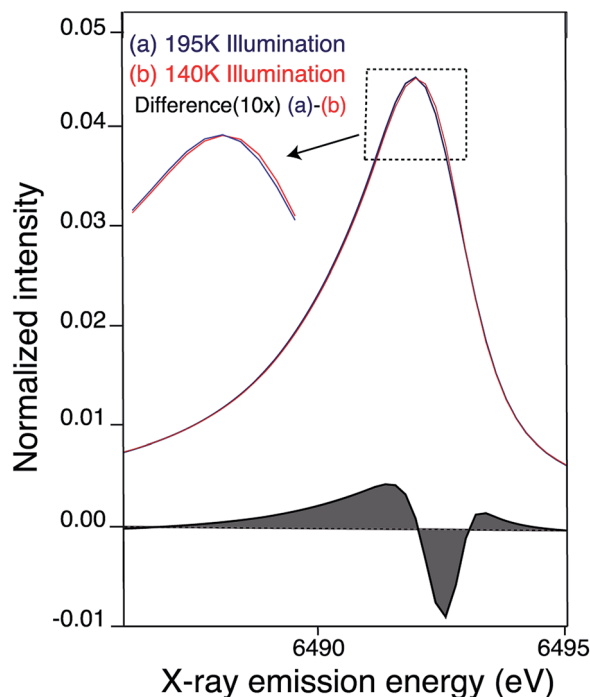 0.05
(a) 195K Illumination
(b) 140K Illumination
Difference(10x) (a)-(b)
0.04
0.03
0.02
0.01
0.00
-0.01
Normalized intensity
6490
6495
X-ray emission energy (eV)